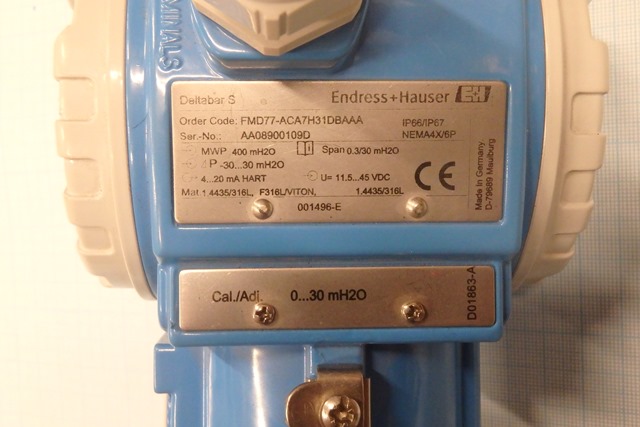 MINALS
Deltabar S
Endress+Hauser EH
Order Code: FMD77-ACA7H31DBAAA
IP66/IP67
Ser.-No.: AA08900109D
NEMA4X/6P
MWP 400 mH2O
Span 0.3/30 mH2O
P -30...30 mH2O
4...20 mA HART
U= 11.5...45 VDC
Mat. 1.4435/316L, F316L/VITON, 1.4435/316L
CE
001496-E
Made in Germany
D-79689 Maulburg
Cal./Adj. 0...30 mH2O
D01863-A